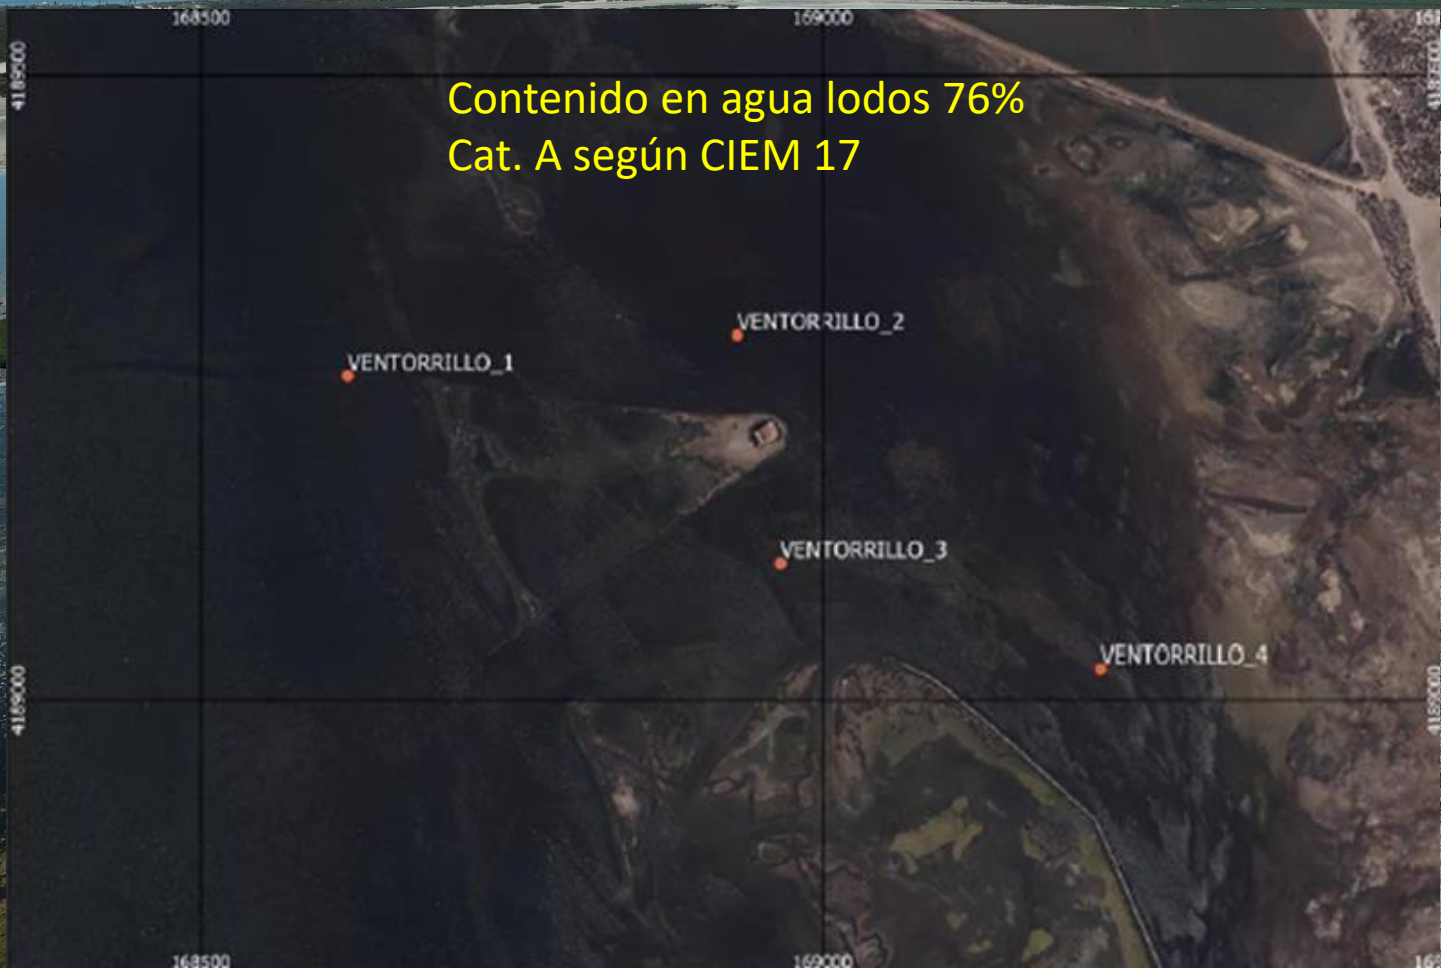 168500 169000
4189500
Contenido en agua lodos 76%
Cat. A según CIEM 17
VENTORRILLO_2
VENTORRILLO_1
VENTORRILLO_3
VENTORRILLO_4
4189000 4189000
168500 169000